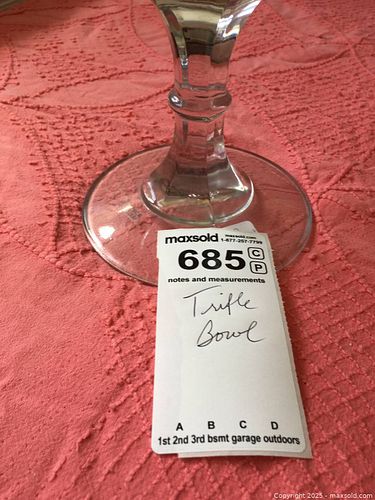 maxsold maxsold.com
1-877-257-7799
685 C
P
notes and measurements
Trifle
Bowl
A B C D
1st 2nd 3rd bsmt garage outdoors
Copyright 2025 - maxsold.com